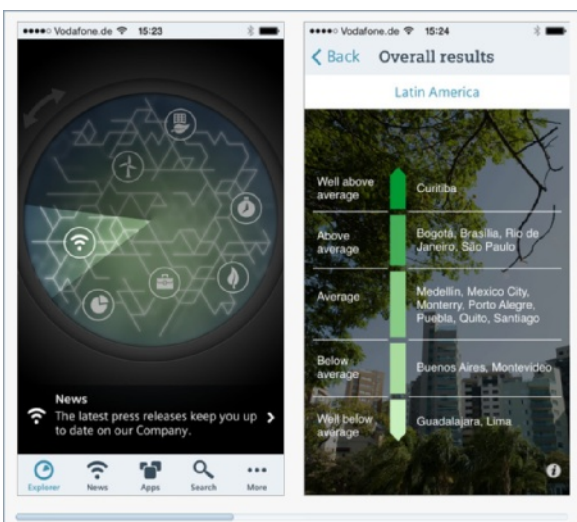 Vodafone.de 15:23
News
The latest press releases keep you up
to date on our Company.
Explorer News Apps Search More
Vodafone.de 15:24
Back Overall results
Latin America
Well above
average
Curitiba
Above
average
Bogotá, Brasília, Rio de
Janeiro, São Paulo
Average
Medellín, Mexico City,
Monterry, Porto Alegre,
Puebla, Quito, Santiago
Below
average
Buenos Aires, Montevideo
Well below
average
Guadalajara, Lima